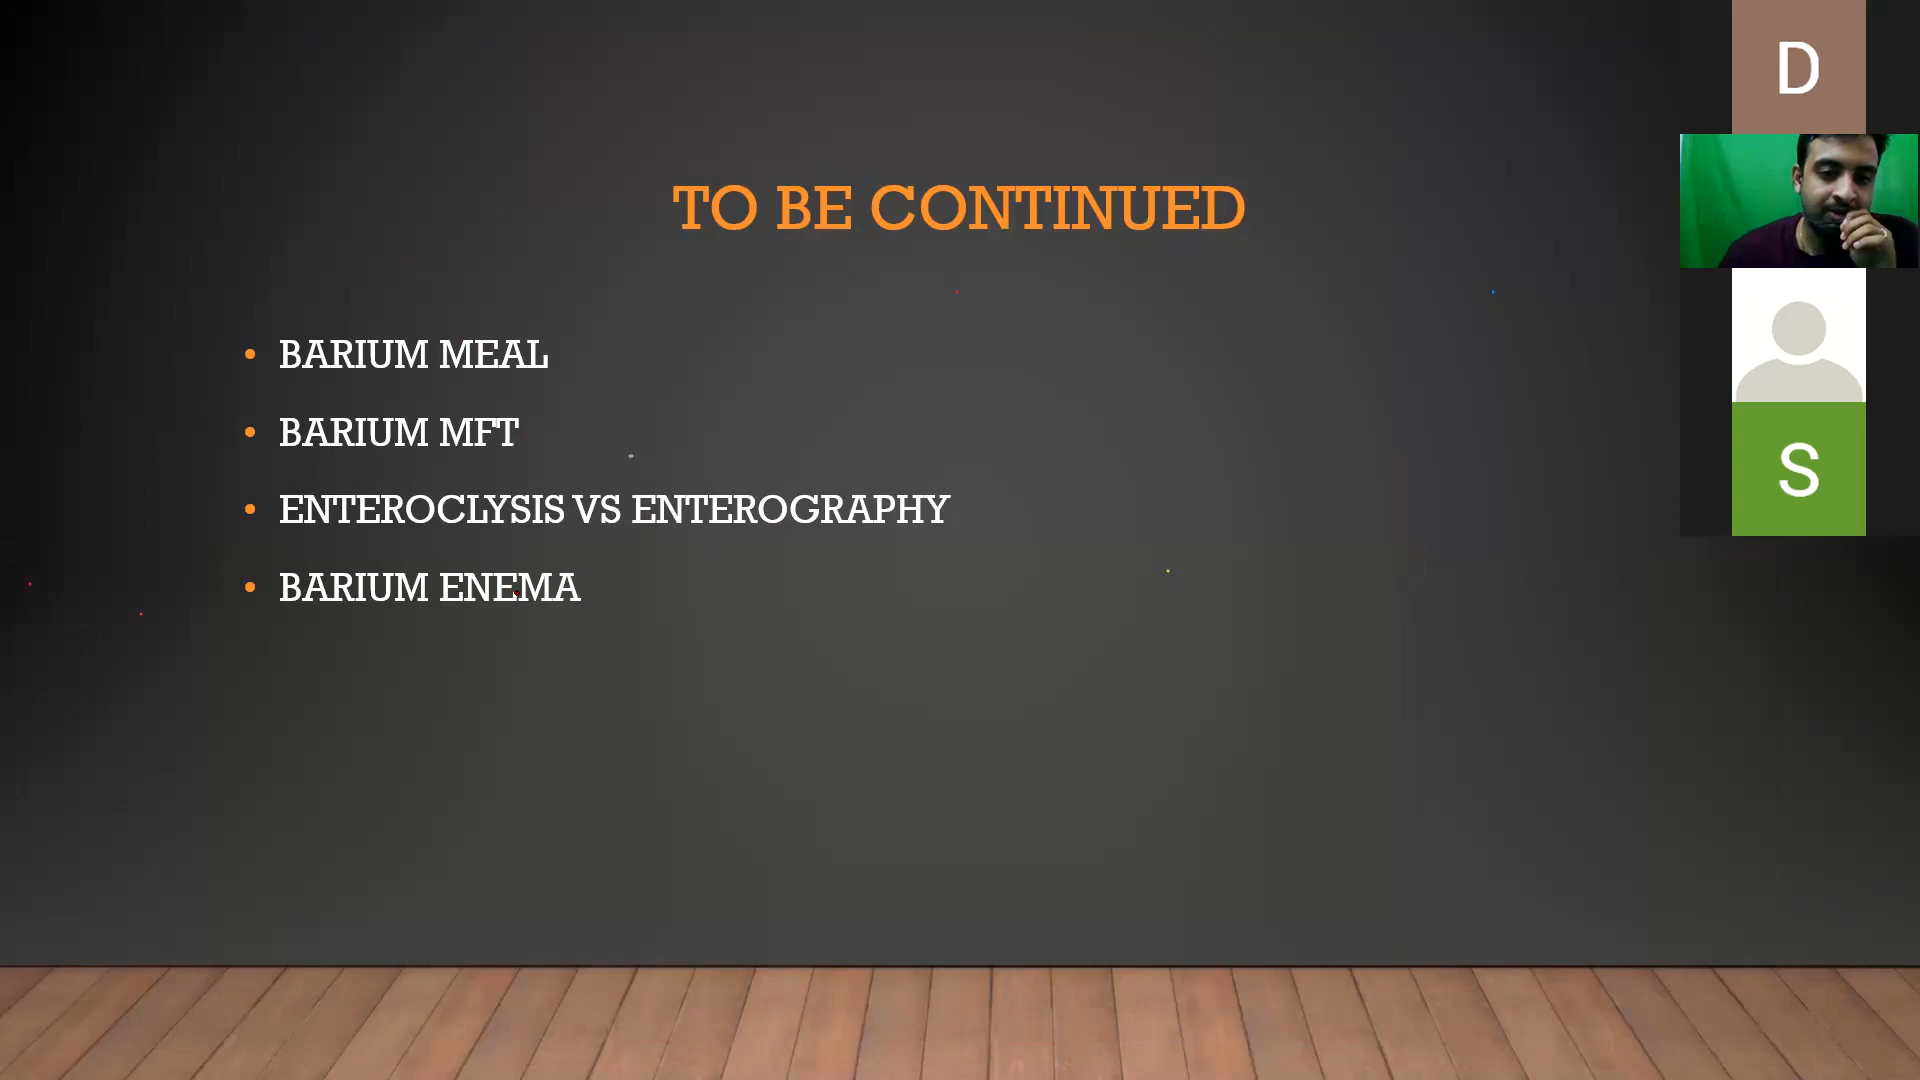 TO BE CONTINUED
• BARIUM MEAL
• BARIUM MFT
• ENTEROCLYSIS VS ENTEROGRAPHY
• BARIUM ENEMA
D
S